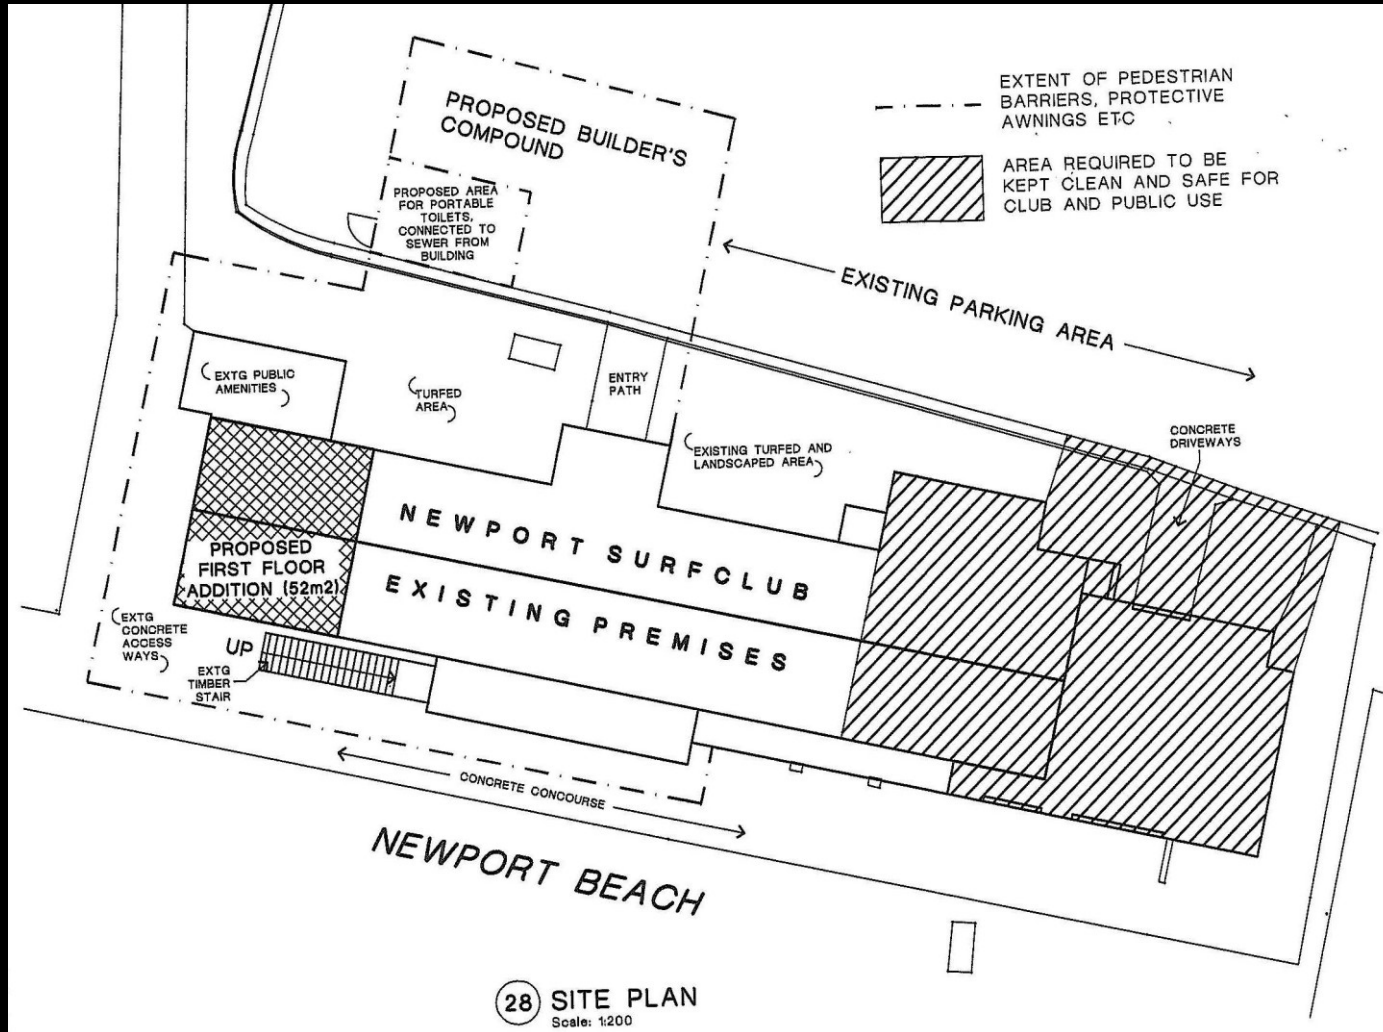 EXTENT OF PEDESTRIAN
BARRIERS, PROTECTIVE
AWNINGS ETC
AREA REQUIRED TO BE
KEPT CLEAN AND SAFE FOR
CLUB AND PUBLIC USE
PROPOSED BUILDER'S
COMPOUND
PROPOSED AREA
FOR PORTABLE
TOILETS,
CONNECTED TO
SEWER FROM
BUILDING
EXISTING PARKING AREA
EXTG PUBLIC
AMENITIES
TURFED
AREA
ENTRY
PATH
EXISTING TURFED AND
LANDSCAPED AREA
CONCRETE
DRIVEWAYS
NEWPORT SURFCLUB
EXISTING PREMISES
PROPOSED
FIRST FLOOR
ADDITION (52m2)
EXTG
CONCRETE
ACCESS
WAYS
UP
EXTG
TIMBER
STAIR
CONCRETE CONCOURSE
NEWPORT BEACH
28 SITE PLAN
Scale: 1:200